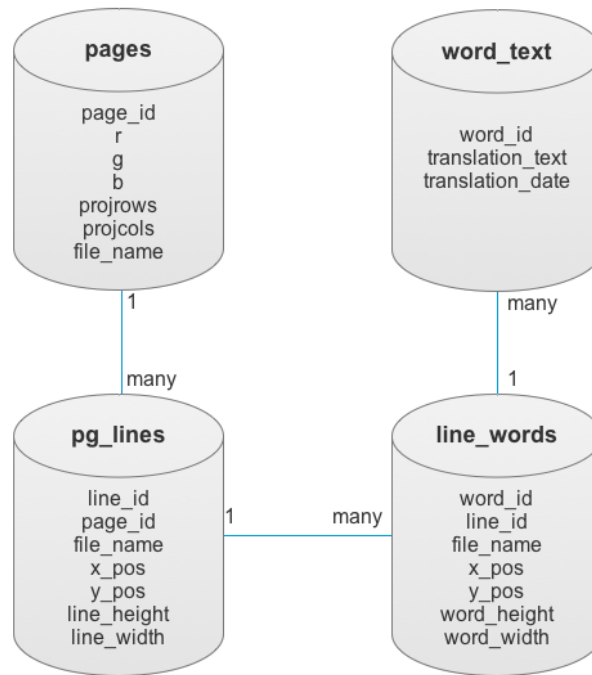 pages
page_id
r
g
b
projrows
projcols
file_name
word_text
word_id
translation_text
translation_date
1
many
many
1
pg_lines
line_id
page_id
file_name
x_pos
y_pos
line_height
line_width
1
many
line_words
word_id
line_id
file_name
x_pos
y_pos
word_height
word_width